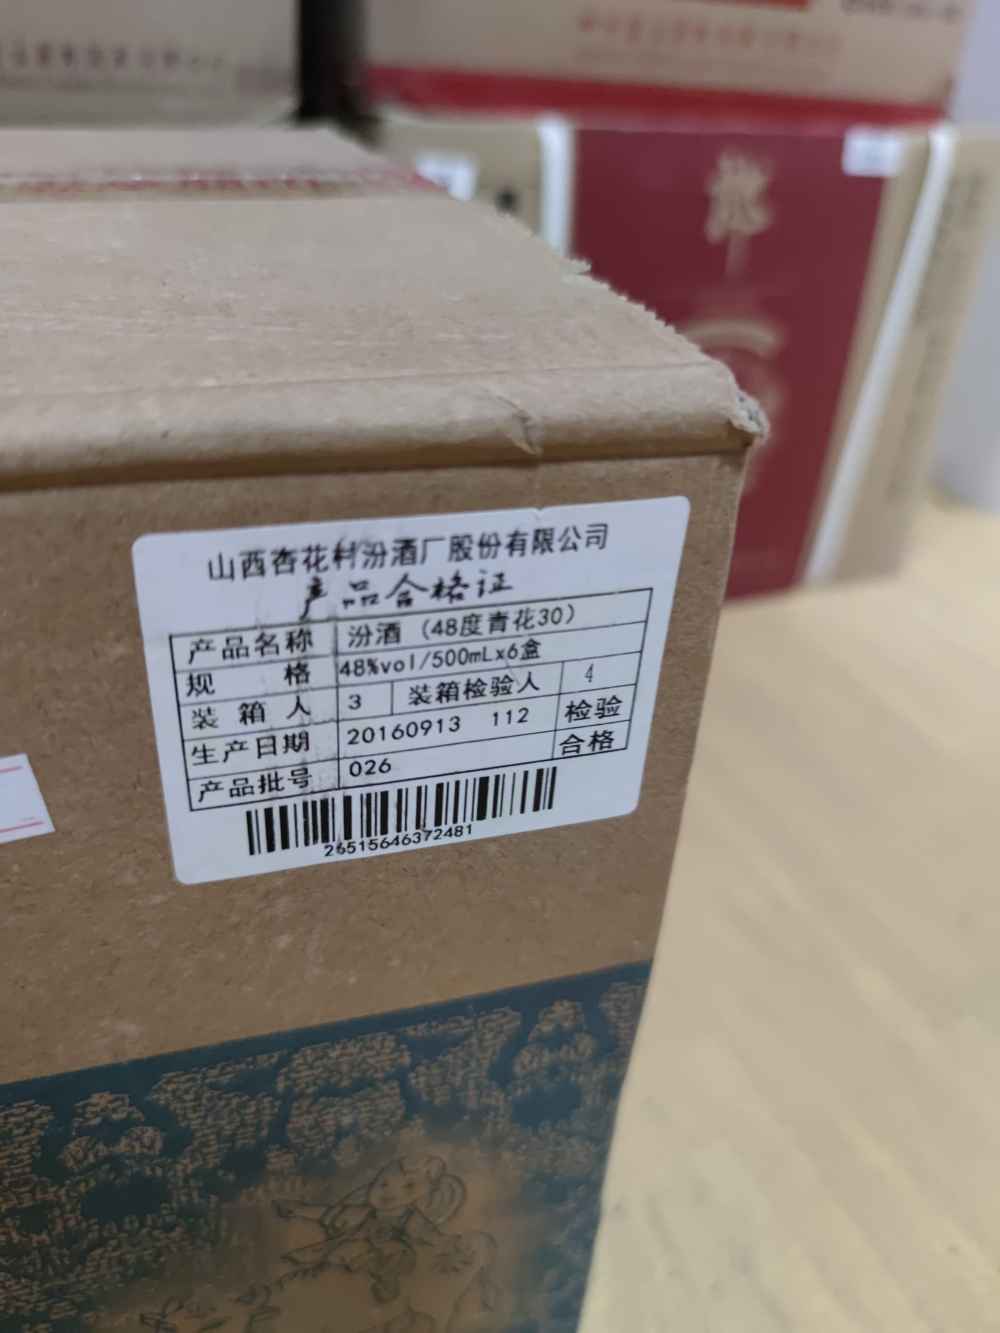 郎
山西杏花村汾酒厂股份有限公司
产品合格证
产品名称 汾酒（48度青花30）
规 格 48%vol/500mLx6盒
装 箱 人 3 装箱检验人 4
生产日期 20160913 112 检验
产品批号 026 合格
26515646372481